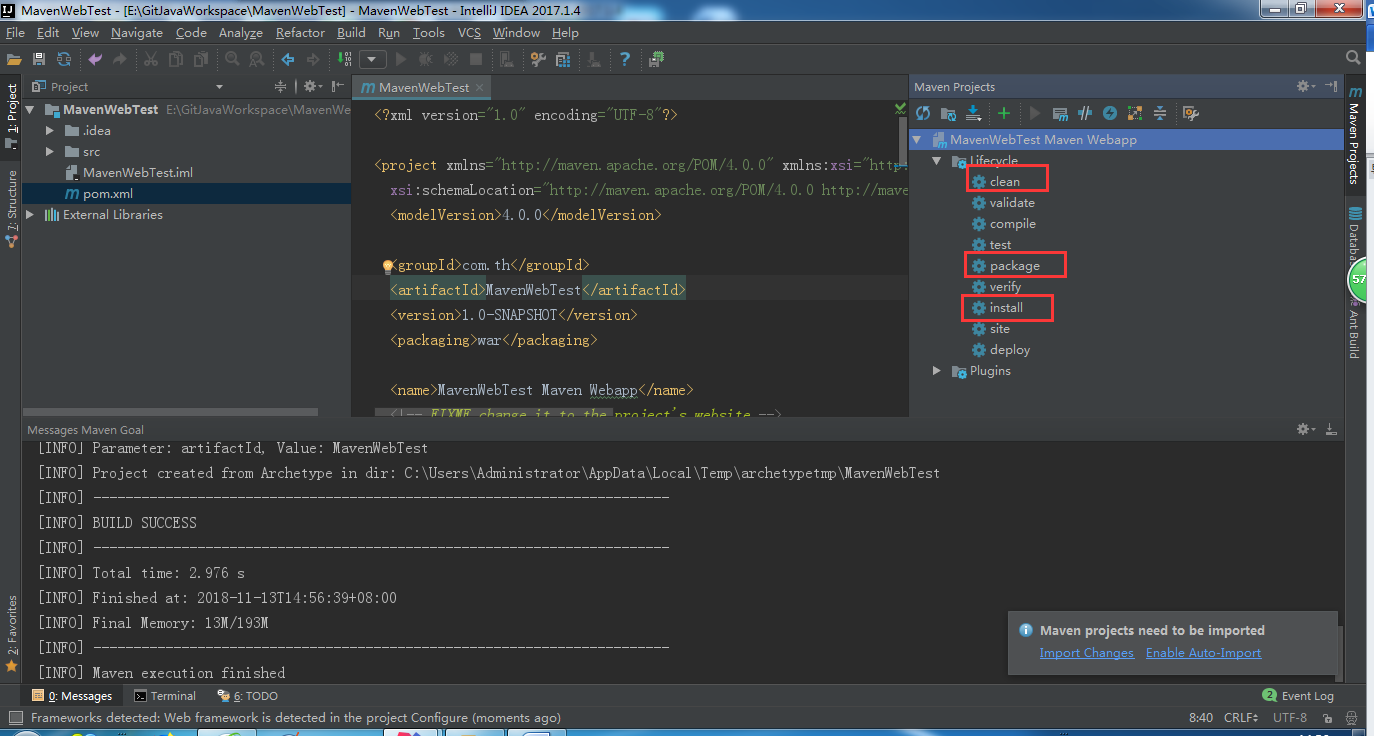 MavenWebTest - [E:\GitJavaWorkspace\MavenWebTest] - MavenWebTest - IntelliJ IDEA 2017.1.4
File Edit View Navigate Code Analyze Refactor Build Run Tools VCS Window Help
1: Project
7: Structure
2: Favorites
Project
MavenWebTest E:\GitJavaWorkspace\MavenWe
.idea
src
MavenWebTest.iml
pom.xml
External Libraries
MavenWebTest
<?xml version="1.0" encoding="UTF-8"?>
<project xmlns="http://maven.apache.org/POM/4.0.0" xmlns:xsi="http:
xsi:schemaLocation="http://maven.apache.org/POM/4.0.0 http://mave
<modelVersion>4.0.0</modelVersion>
<groupId>com.th</groupId>
<artifactId>MavenWebTest</artifactId>
<version>1.0-SNAPSHOT</version>
<packaging>war</packaging>
<name>MavenWebTest Maven Webapp</name>
<!-- FIXME change it to the project's website -->
Maven Projects
MavenWebTest Maven Webapp
Lifecycle
clean
validate
compile
test
package
verify
install
site
deploy
Plugins
Maven Projects
Databas
57
Ant Build
Messages Maven Goal
[INFO] Parameter: artifactId, Value: MavenWebTest
[INFO] Project created from Archetype in dir: C:\Users\Administrator\AppData\Local\Temp\archetypetmp\MavenWebTest
[INFO] ------------------------------------------------------------------------
[INFO] BUILD SUCCESS
[INFO] ------------------------------------------------------------------------
[INFO] Total time: 2.976 s
[INFO] Finished at: 2018-11-13T14:56:39+08:00
[INFO] Final Memory: 13M/193M
[INFO] ------------------------------------------------------------------------
[INFO] Maven execution finished
Maven projects need to be imported
Import Changes Enable Auto-Import
0: Messages Terminal 6: TODO 2 Event Log
Frameworks detected: Web framework is detected in the project Configure (moments ago) 8:40 CRLF UTF-8